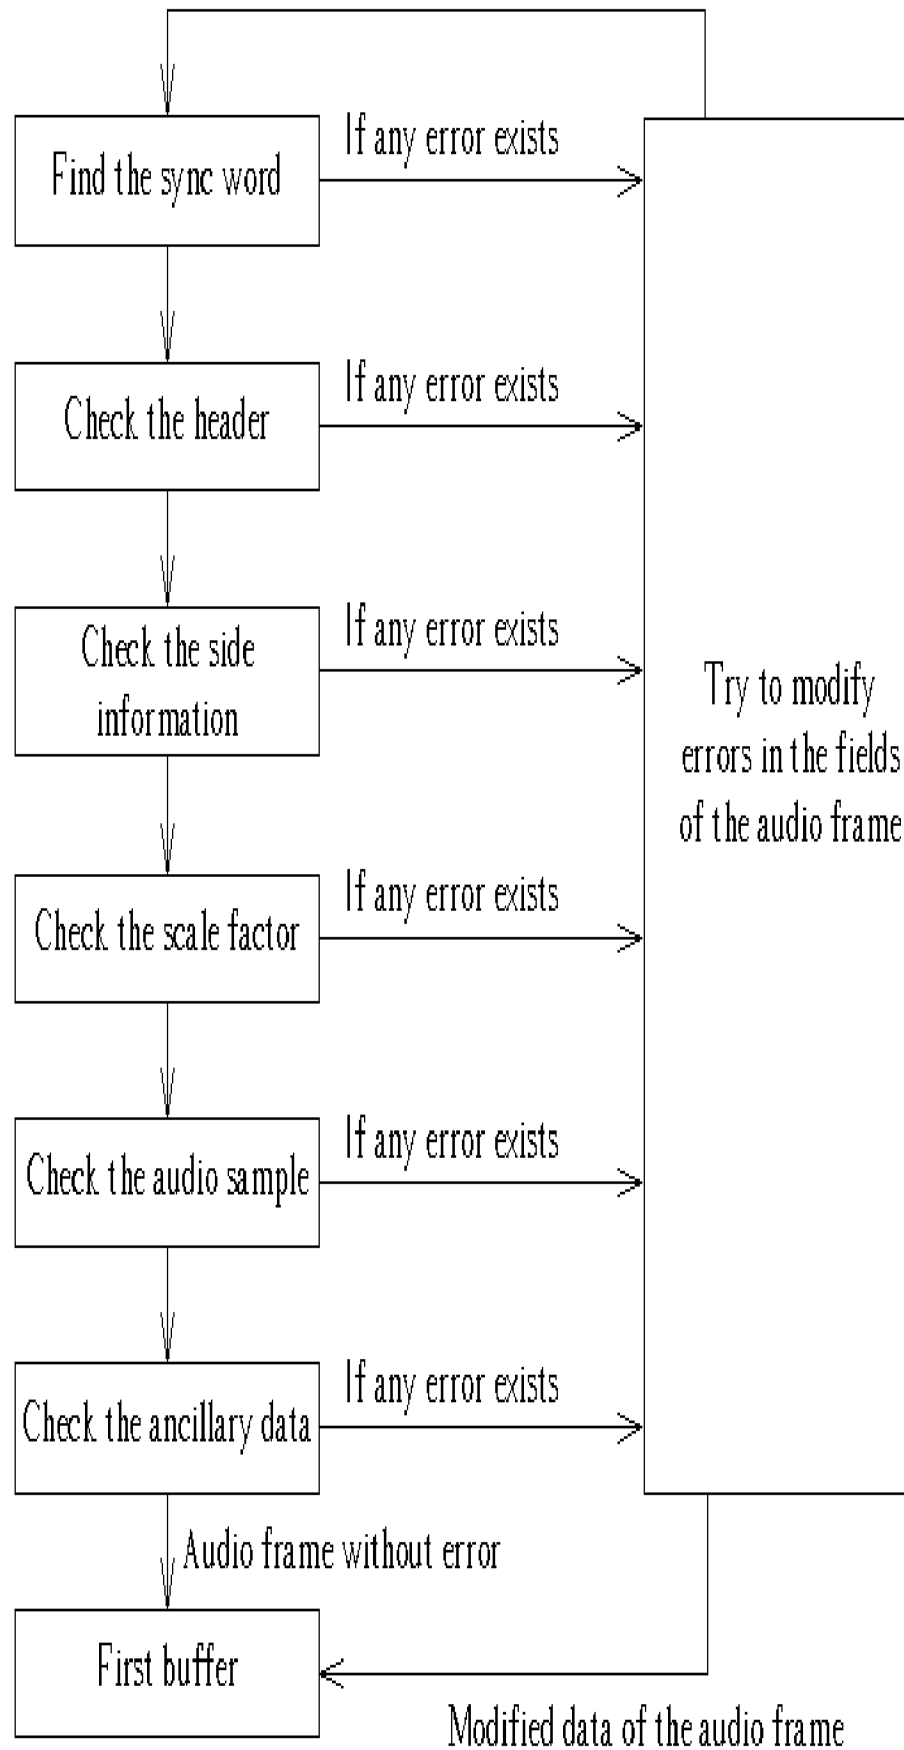 If any error exists
Find the sync word
If any error exists
Check the header
If any error exists
Check the side
information
Try to modify
errors in the fields
of the audio frame
If any error exists
Check the scale factor
If any error exists
Check the audio sample
If any error exists
Check the ancillary data
Audio frame without error
First buffer
Modified data of the audio frame